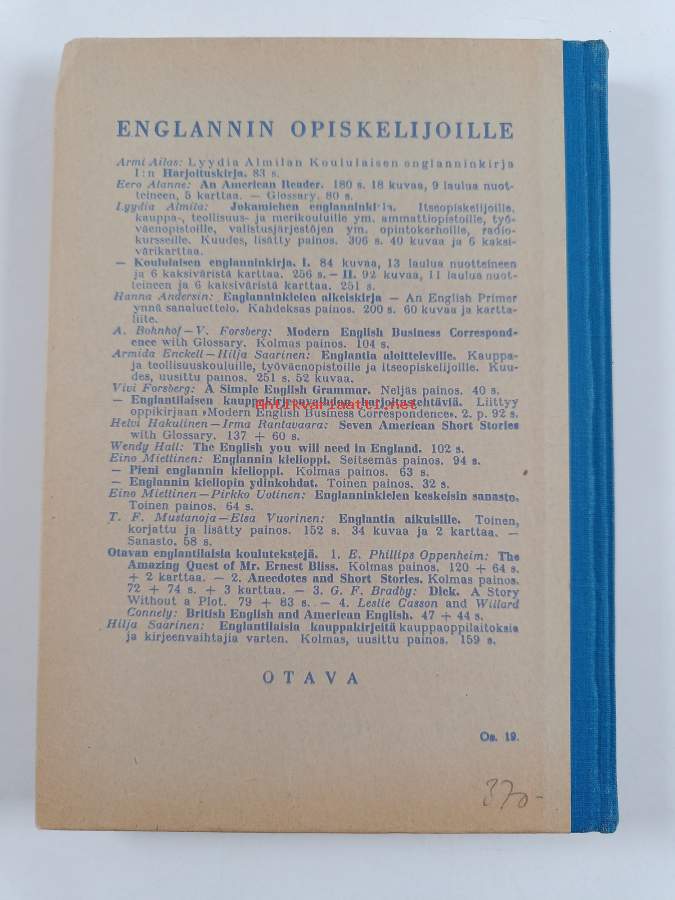 ENGLANNIN OPISKELIJOILLE
Armi Ailas: Lyydia Almilan Koululaisen englanninkirja
I:n Harjoituskirja. 83 s.
Eero Alanne: An American Reader. 180 s. 18 kuvaa, 9 laulua nuot-
teineen, 5 karttaa. — Glossary. 80 s.
Lyydia Almila: Jokamiehen englanninkirja. Itseopiskelijoille,
kauppa-, teollisuus- ja merikouluille ym. ammattiopistoille, työ-
väenopistoille, valistusjärjestöjen ym. opintokerhoille, radio-
kursseille. Kuudes, lisätty painos. 306 s. 40 kuvaa ja 6 kaksi-
värikarttaa.
— Koululaisen englanninkirja. I. 84 kuvaa, 13 laulua nuotteineen
ja 6 kaksiväristä karttaa. 256 s. – II. 92 kuvaa, 11 laulua nuot-
teineen ja 6 kaksiväristä karttaa. 251 s.
Hanna Andersin: Englanninkielen alkeiskirja — An English Primer
ynnä sanaluettelo. Kahdeksas painos. 200 s. 60 kuvaa ja kartta-
liite.
A. Bohnhof—V. Forsberg: Modern English Business Correspond-
ence with Glossary. Kolmas painos. 104 s.
Armida Enckell—Hilja Saarinen: Englantia aloitteleville. Kauppa-
ja teollisuuskouluille, työväenopistoille ja itseopiskelijoille. Kuu-
des, uusittu painos. 251 s. 52 kuvaa.
Vivi Forsberg: A Simple English Grammar. Neljäs painos. 40 s.
— Englantilaisen kauppakirjeenvaihdon harjoitustehtäviä. Liittyy
oppikirjaan »Modern English Business Correspondence». 2. p. 92 s.
Antikvariaatti.net
Helvi Hakulinen—Irma Rantavaara: Seven American Short Stories
with Glossary. 137 + 60 s.
Wendy Hall: The English you will need in England. 102 s.
Eino Miettinen: Englannin kielioppi. Seitsemäs painos. 94 s.
— Pieni englannin kielioppi. Kolmas painos. 63 s.
— Englannin kieliopin ydinkohdat. Toinen painos. 32 s.
Eino Miettinen—Pirkko Uotinen: Englanninkielen keskeisin sanasto.
Toinen painos. 64 s.
T. F. Mustanoja—Elsa Vuorinen: Englantia aikuisille. Toinen,
korjattu ja lisätty painos. 152 s. 34 kuvaa ja 2 karttaa. —
Sanasto. 58 s.
Otavan englantilaisia koulutekstejä. 1. E. Phillips Oppenheim: The
Amazing Quest of Mr. Ernest Bliss. Kolmas painos. 120 + 64 s.
+ 2 karttaa. — 2. Anecdotes and Short Stories. Kolmas painos.
72 + 74 s. + 3 karttaa. — 3. G. F. Bradby: Dick. A Story
Without a Plot. 79 + 83 s. — 4. Leslie Casson and Willard
Connely: British English and American English. 47 + 44 s.
Hilja Saarinen: Englantilaisia kauppakirjeitä kauppaoppilaitoksia
ja kirjeenvaihtajia varten. Kolmas, uusittu painos. 159 s.
OTAVA
Os. 19.
370-